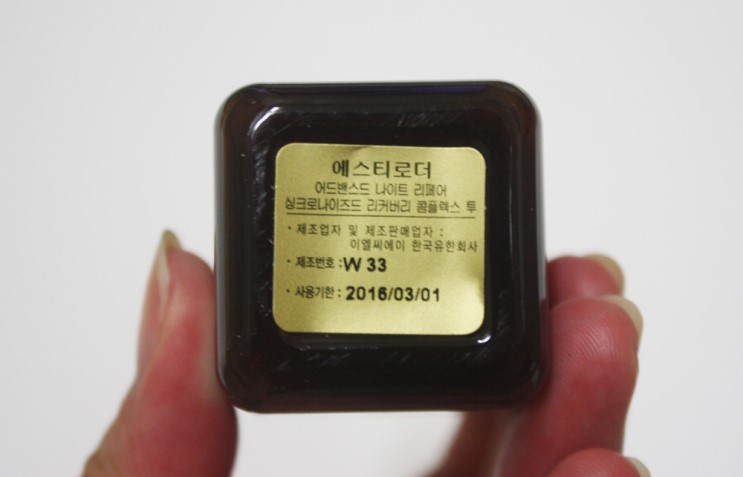 에스티로더
어드밴스드 나이트 리페어
싱크로나이즈드 리커버리 콤플렉스 투
· 제조업자 및 제조판매업자 :
이엘씨에이 한국유한회사
· 제조번호 : W 33
· 사용기한 : 2016/03/01